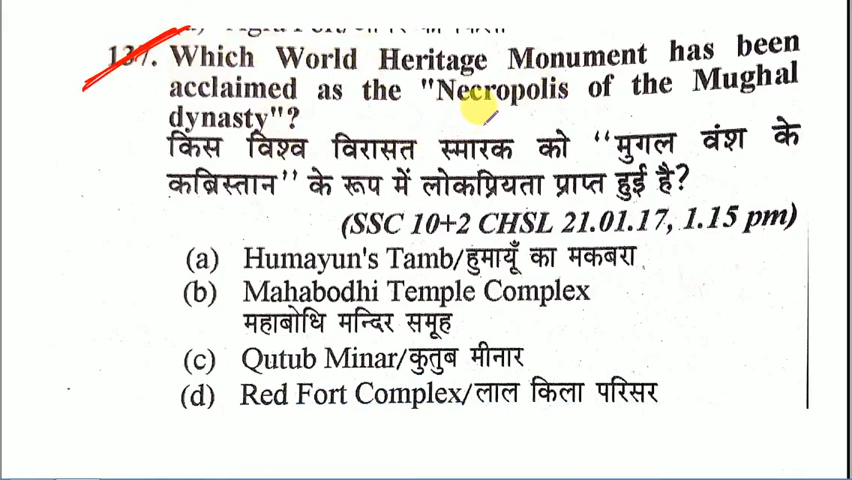 137. Which World Heritage Monument has been
acclaimed as the "Necropolis of the Mughal
dynasty"?
किस विश्व विरासत स्मारक को ‘‘मुगल वंश के
कब्रिस्तान’’ के रूप में लोकप्रियता प्राप्त हुई है?
(SSC 10+2 CHSL 21.01.17, 1.15 pm)
(a) Humayun's Tamb/हुमायूँ का मकबरा
(b) Mahabodhi Temple Complex
महाबोधि मन्दिर समूह
(c) Qutub Minar/कुतुब मीनार
(d) Red Fort Complex/लाल किला परिसर